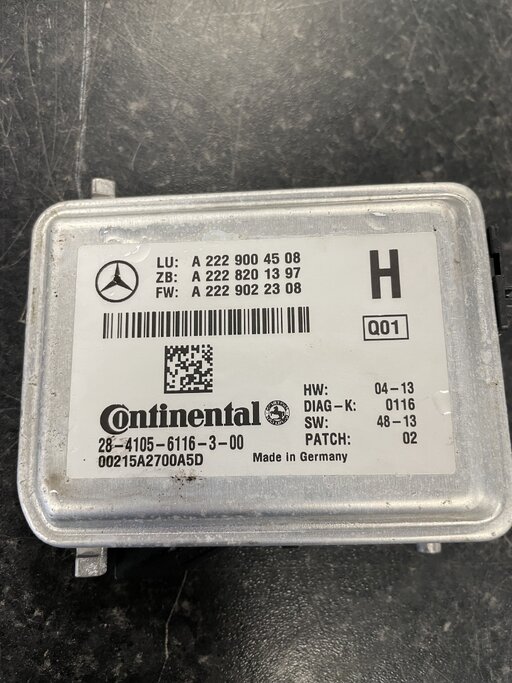 LU: A 222 900 45 08
ZB: A 222 820 13 97
FW: A 222 902 23 08
H
Q01
Continental
28-4105-6116-3-00
00215A2700A5D
HW: 04-13
DIAG-K: 0116
SW: 48-13
PATCH: 02
Made in Germany